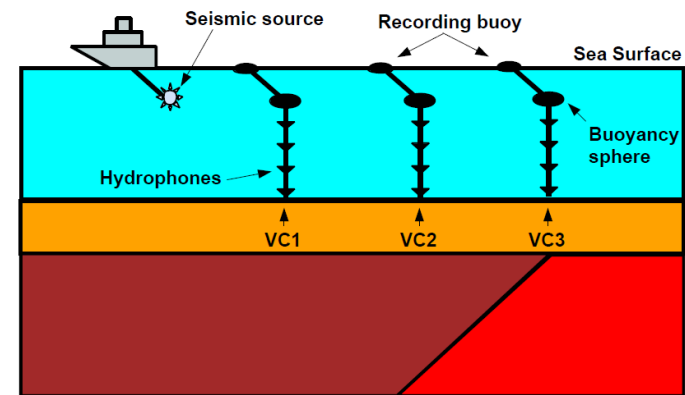 Seismic source
Recording buoy
Sea Surface
Buoyancy
sphere
Hydrophones
VC1
VC2
VC3